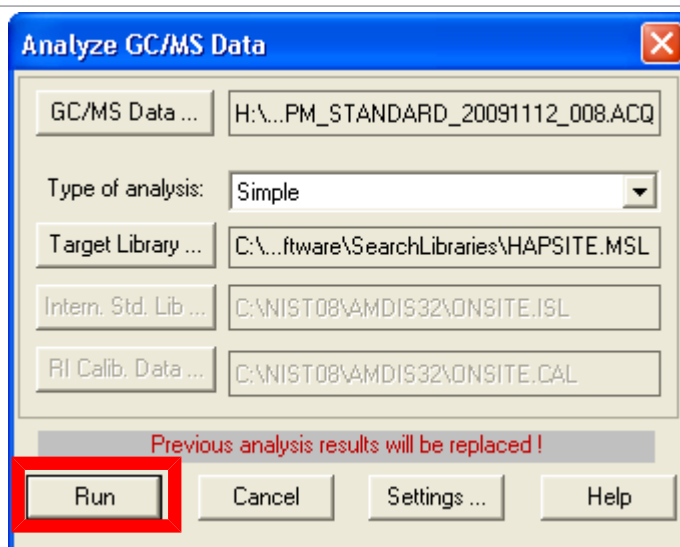 Analyze GC/MS Data
GC/MS Data ... H:\...PM_STANDARD_20091112_008.ACQ
Type of analysis: Simple
Target Library ... C:\...ftware\SearchLibraries\HAPSITE.MSL
Intern. Std. Lib ... C:\NIST08\AMDIS32\ONSITE.ISL
RI Calib. Data ... C:\NIST08\AMDIS32\ONSITE.CAL
Previous analysis results will be replaced !
Run Cancel Settings ... Help